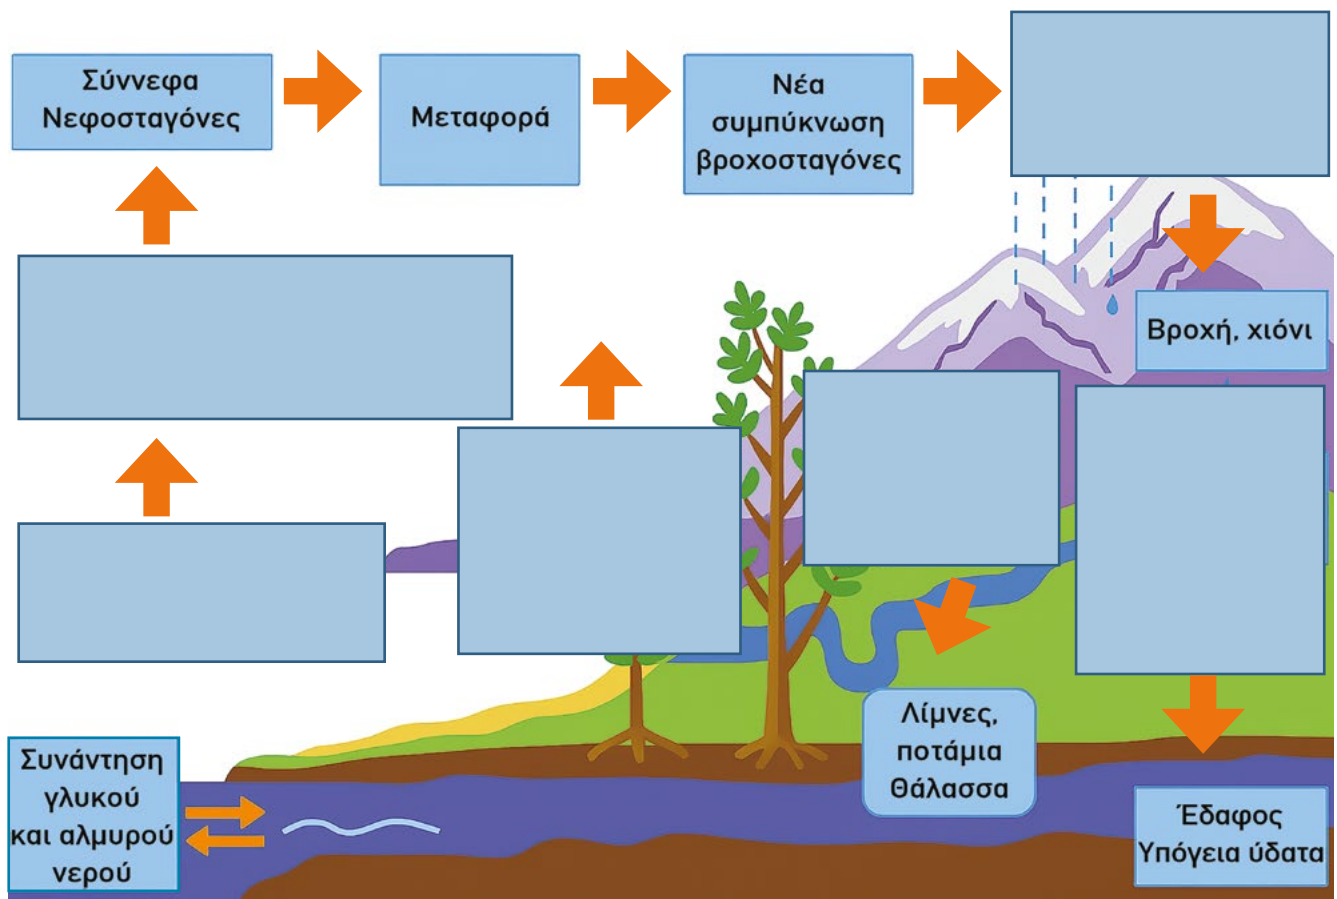 Σύννεφα
Νεφοσταγόνες
Μεταφορά
Νέα
συμπύκνωση
βροχοσταγόνες
Βροχή, χιόνι
Λίμνες,
ποτάμια
Θάλασσα
Συνάντηση
γλυκού
και αλμυρού
νερού
Έδαφος
Υπόγεια ύδατα